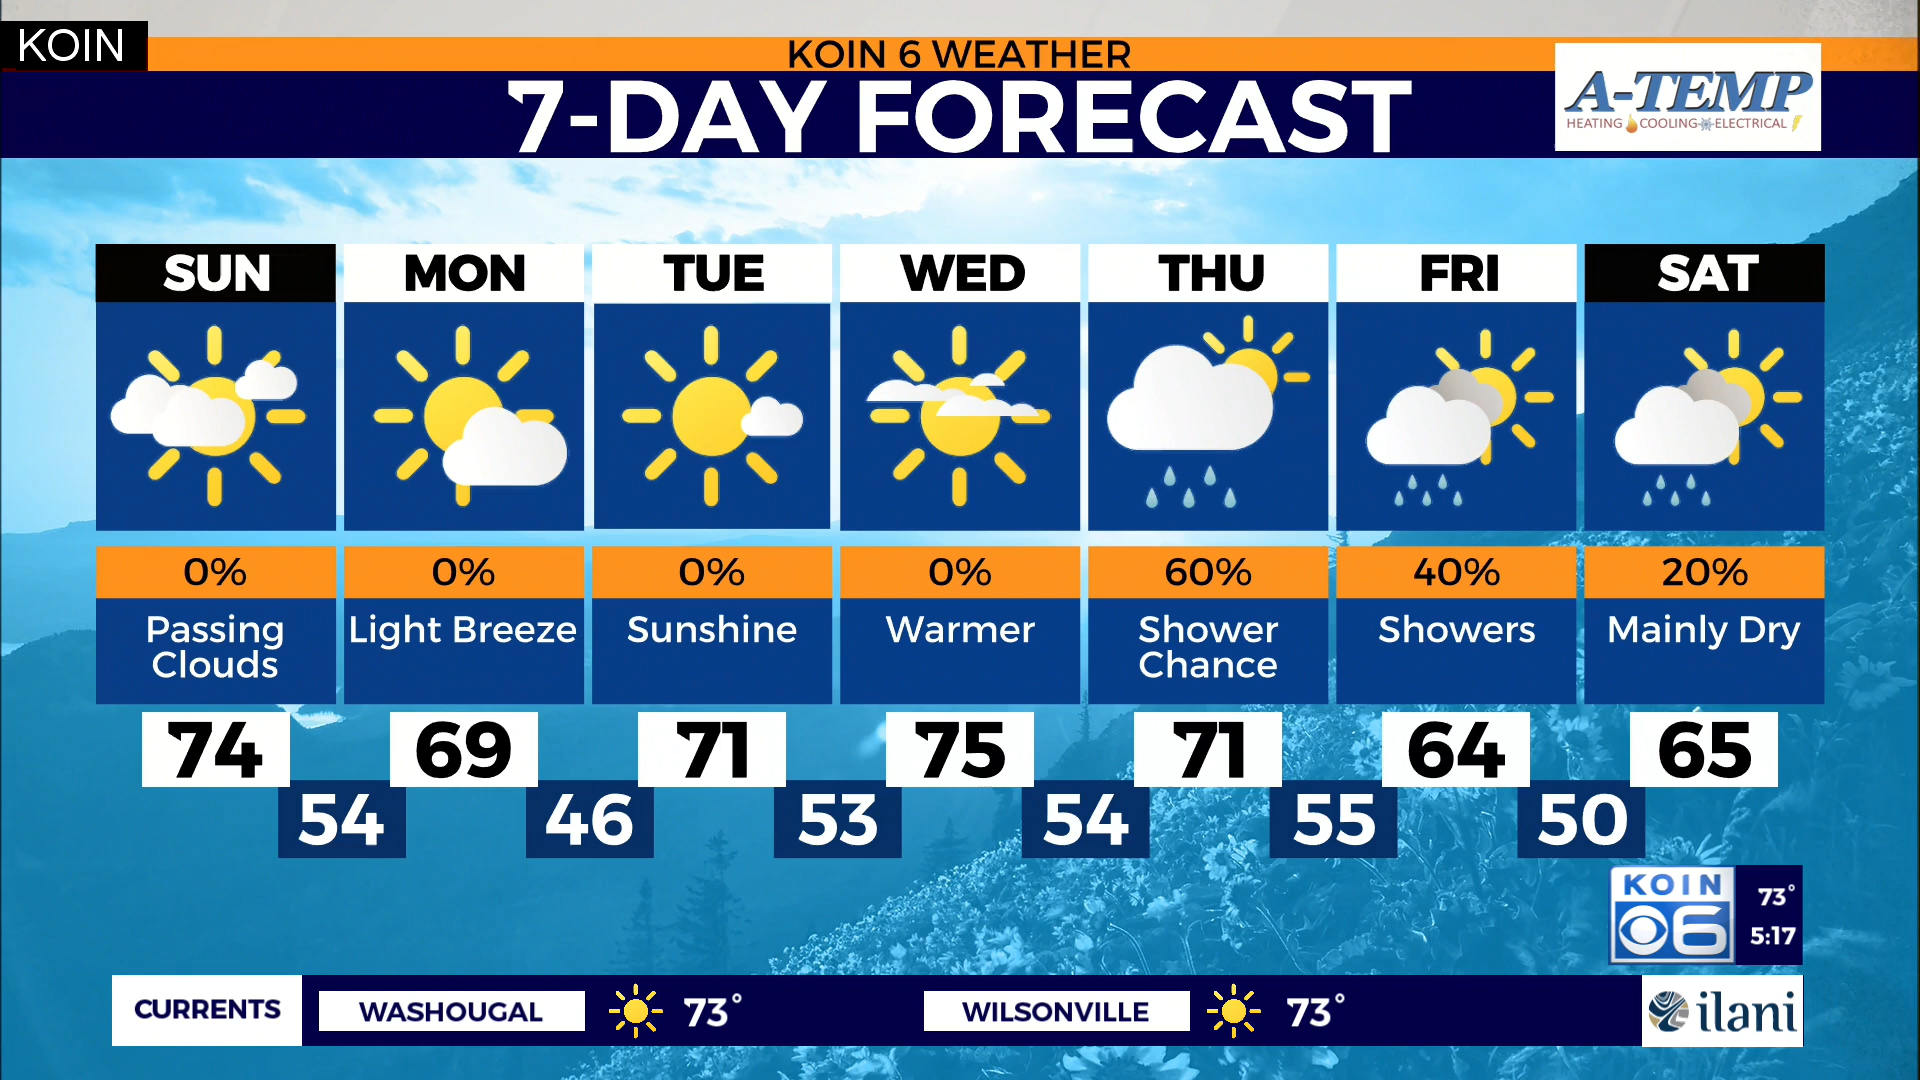 KOIN
KOIN 6 WEATHER
7-DAY FORECAST
A-TEMP
HEATING COOLING ELECTRICAL
SUN MON TUE WED THU FRI SAT
0% 0% 0% 0% 60% 40% 20%
Passing Light Breeze Sunshine Warmer Shower Showers Mainly Dry
Clouds Chance
74 69 71 75 71 64 65
54 46 53 54 55 50
KOIN 73°
6 5:17
CURRENTS WASHOUGAL 73° WILSONVILLE 73° ilani